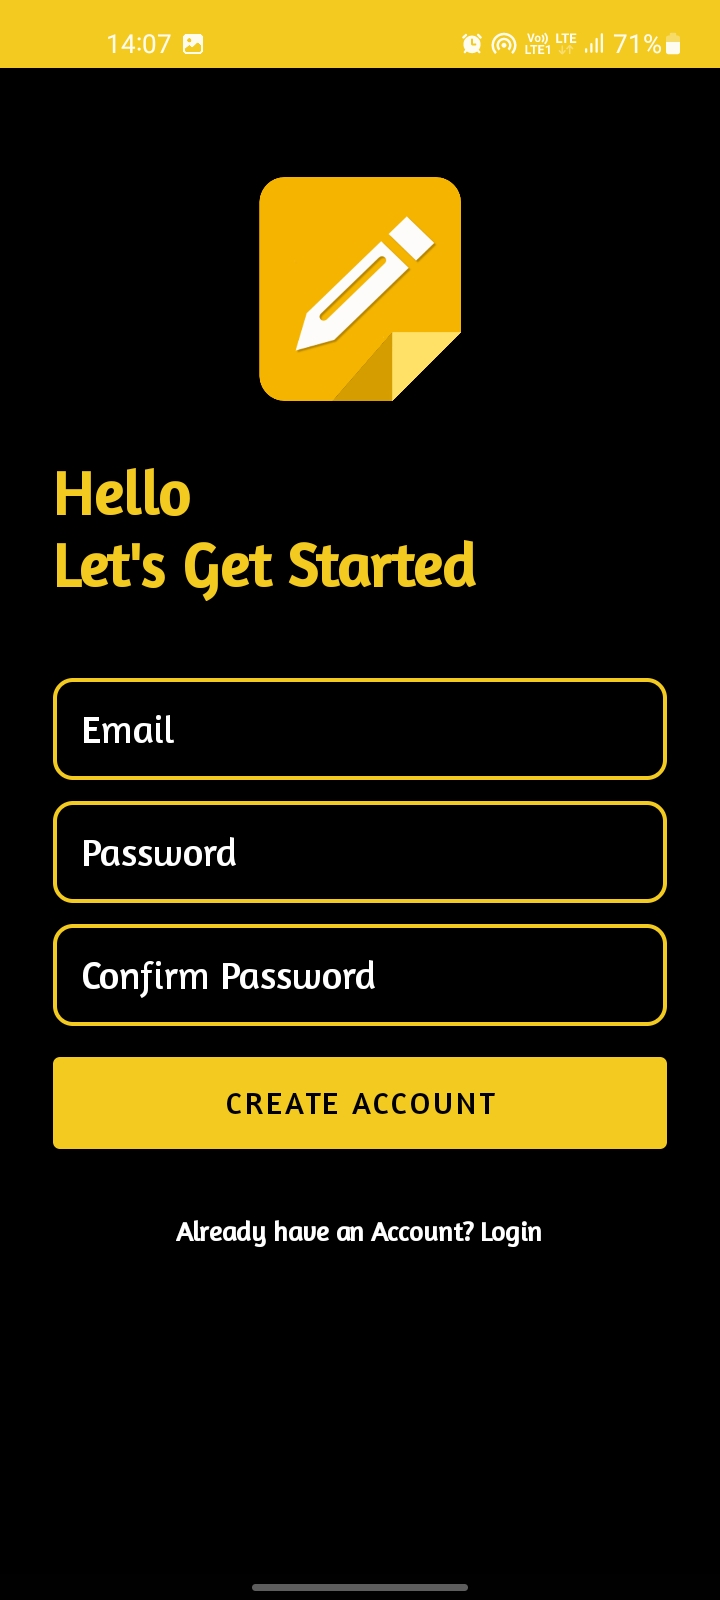 14:07 Vo) LTE 71%
LTE1
Hello
Let's Get Started
Email
Password
Confirm Password
CREATE ACCOUNT
Already have an Account? Login